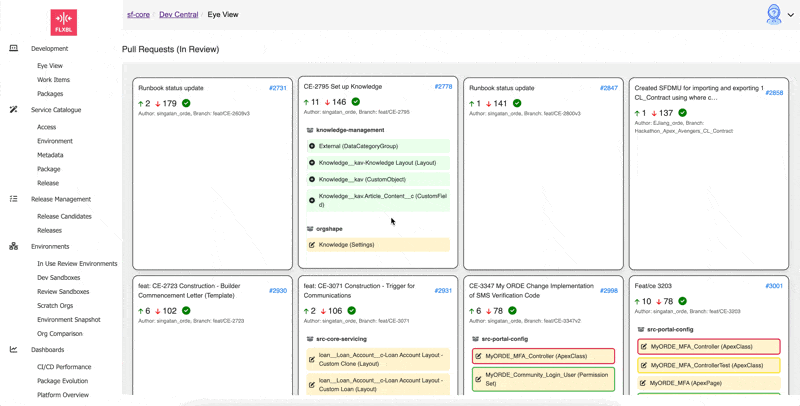 FLXBL
sf-core / Dev Central / Eye View
Development
Eye View
Work Items
Packages
Service Catalogue
Access
Environment
Metadata
Package
Release
Release Management
Release Candidates
Releases
Environments
In Use Review Environments
Dev Sandboxes
Review Sandboxes
Scratch Orgs
Environment Snapshot
Org Comparison
Dashboards
CI/CD Performance
Package Evolution
Platform Overview
Pull Requests (In Review)
Runbook status update #2731
2 179
Author: singatan_orde, Branch: feat/CE-2628v3
CE-2795 Set up Knowledge #2778
11 146
Author: singatan_orde, Branch: feat/CE-2795
knowledge-management
External (DataCategoryGroup)
Knowledge__kav-Knowledge Layout (Layout)
Knowledge__kav (CustomObject)
Knowledge__kav.Article_Content__c (CustomFiel
d)
orgshape
Knowledge (Settings)
Runbook status update #2847
1 141
Author: singatan_orde, Branch: feat/CE-2800v3
Created SFDMU for importing and exporting 1
CL_Contract using where c... #2858
1 137
Author: EJiang_orde, Branch:
Hackathon_Apex_Avengers_CL_Contract
feat: CE-2723 Construction - Builder
Commencement Letter (Template) #2930
6 102
Author: singatan_orde, Branch: feat/CE-2723
feat: CE-3071 Construction - Trigger for
Communications #2931
2 106
Author: singatan_orde, Branch: feat/CE-3071
src-core-servicing
loan__Loan_Account__c-Loan Account Layout -
Custom Clone (Layout)
loan__Loan_Account__c-Loan Account Layout -
Custom Loan (Layout)
CE-3347 My ORDE Change Implementation
of SMS Verification Code #2998
6 78
Author: singatan_orde, Branch: feat/CE-3347v2
src-portal-config
MyORDE_MFA_Controller (ApexClass)
MyORDE_Community_Login_User (Permission
Set)
Feat/ce 3203 #3001
10 78
Author: singatan_orde, Branch: feat/CE-3203
src-portal-config
MyORDE_MFA_Controller (ApexClass)
MyORDE_MFA_ControllerTest (ApexClass)
MyORDE_MFA (ApexPage)